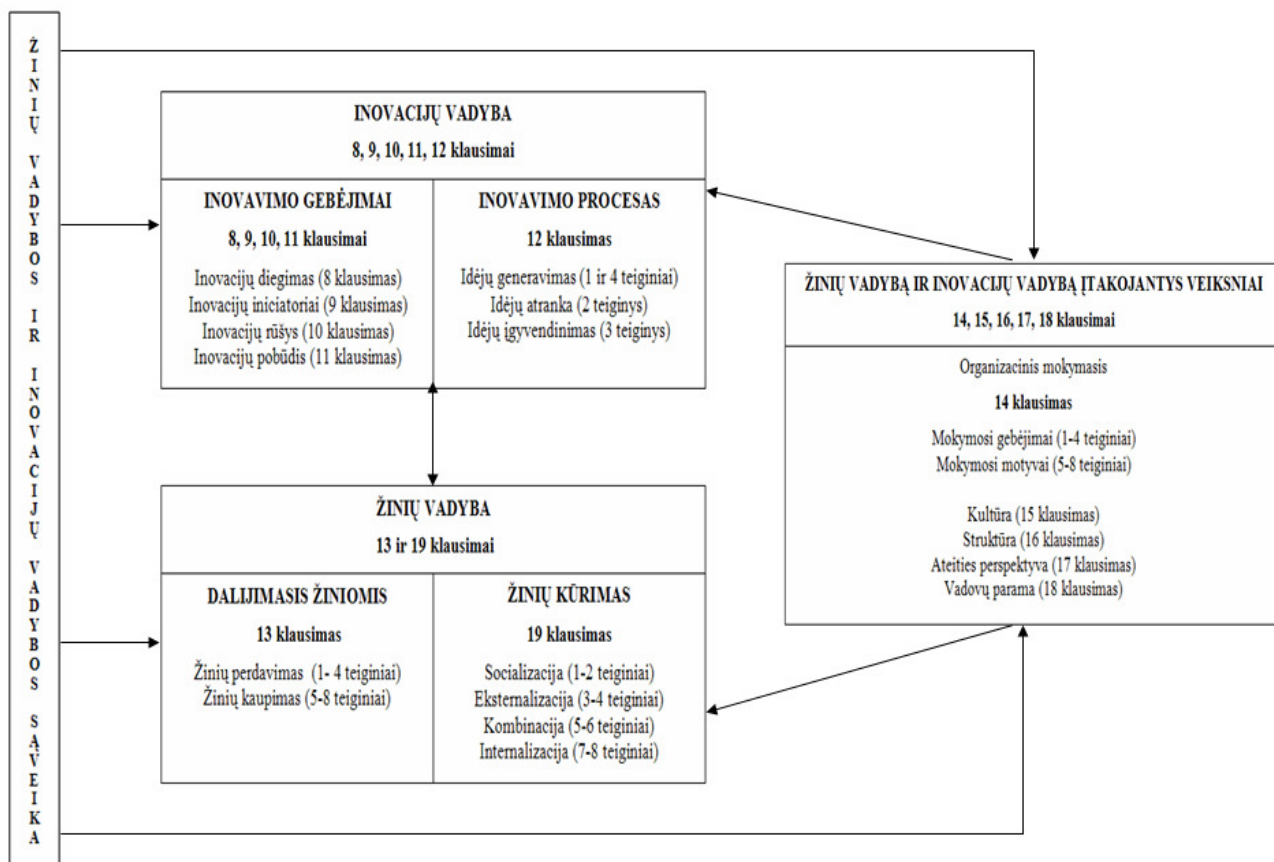 ŽINIŲ VADYBOS IR INOVACIJŲ VADYBOS SĄVEIKA
INOVACIJŲ VADYBA
8, 9, 10, 11, 12 klausimai
INOVAVIMO GEBĖJIMAI
8, 9, 10, 11 klausimai
Inovacijų diegimas (8 klausimas)
Inovacijų iniciatoriai (9 klausimas)
Inovacijų rūšys (10 klausimas)
Inovacijų pobūdis (11 klausimas)
INOVAVIMO PROCESAS
12 klausimas
Idėjų generavimas (1 ir 4 teiginiai)
Idėjų atranka (2 teiginys)
Idėjų įgyvendinimas (3 teiginys)
ŽINIŲ VADYBA
13 ir 19 klausimai
DALIJIMASIS ŽINIOMIS
13 klausimas
Žinių perdavimas (1- 4 teiginiai)
Žinių kaupimas (5-8 teiginiai)
ŽINIŲ KŪRIMAS
19 klausimas
Socializacija (1-2 teiginiai)
Eksternalizacija (3-4 teiginiai)
Kombinacija (5-6 teiginiai)
Internalizacija (7-8 teiginiai)
ŽINIŲ VADYBĄ IR INOVACIJŲ VADYBĄ ĮTAKOJANTYS VEIKSNIAI
14, 15, 16, 17, 18 klausimai
Organizacinis mokymasis
14 klausimas
Mokymosi gebėjimai (1-4 teiginiai)
Mokymosi motyvai (5-8 teiginiai)
Kultūra (15 klausimas)
Struktūra (16 klausimas)
Ateities perspektyva (17 klausimas)
Vadovų parama (18 klausimas)